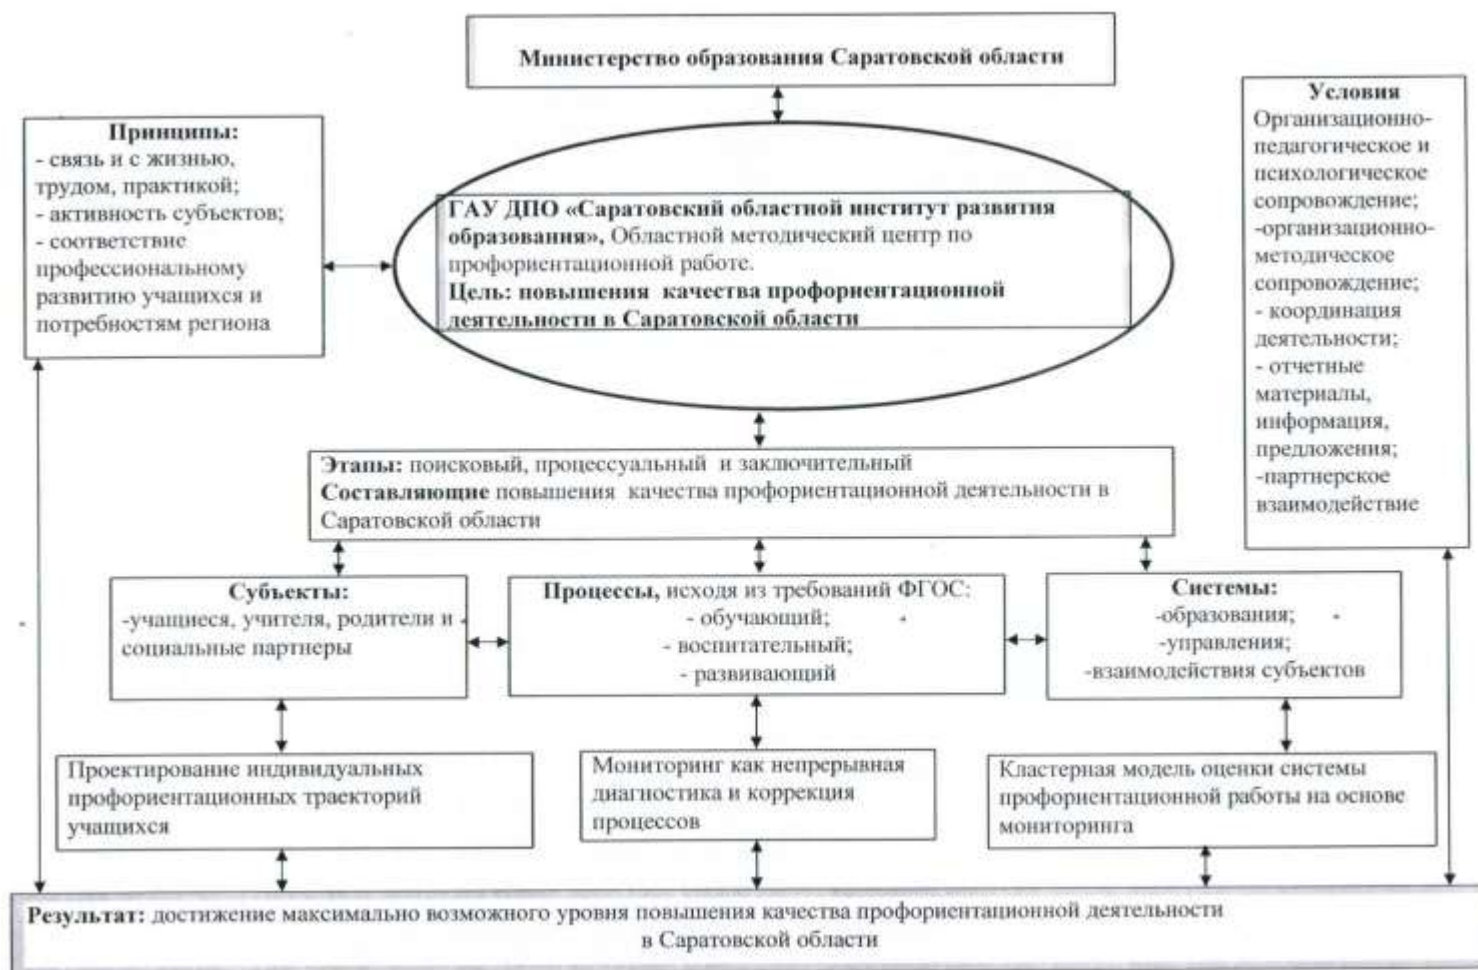 Министерство образования Саратовской области
Принципы:
- связь и с жизнью,
трудом, практикой;
- активность субъектов;
- соответствие
профессиональному
развитию учащихся и
потребностям региона
ГАУ ДПО «Саратовский областной институт развития
образования», Областной методический центр по
профориентационной работе.
Цель: повышения качества профориентационной
деятельности в Саратовской области
Условия
Организационно-
педагогическое и
психологическое
сопровождение;
-организационно-
методическое
сопровождение;
- координация
деятельности;
- отчетные
материалы,
информация,
предложения;
-партнерское
взаимодействие
Этапы: поисковый, процессуальный и заключительный
Составляющие повышения качества профориентационной деятельности в
Саратовской области
Субъекты:
-учащиеся, учителя, родители и
социальные партнеры
Процессы, исходя из требований ФГОС:
- обучающий;
- воспитательный;
- развивающий
Системы:
-образования;
-управления;
-взаимодействия субъектов
Проектирование индивидуальных
профориентационных траекторий
учащихся
Мониторинг как непрерывная
диагностика и коррекция
процессов
Кластерная модель оценки системы
профориентационной работы на основе
мониторинга
Результат: достижение максимально возможного уровня повышения качества профориентационной деятельности
в Саратовской области